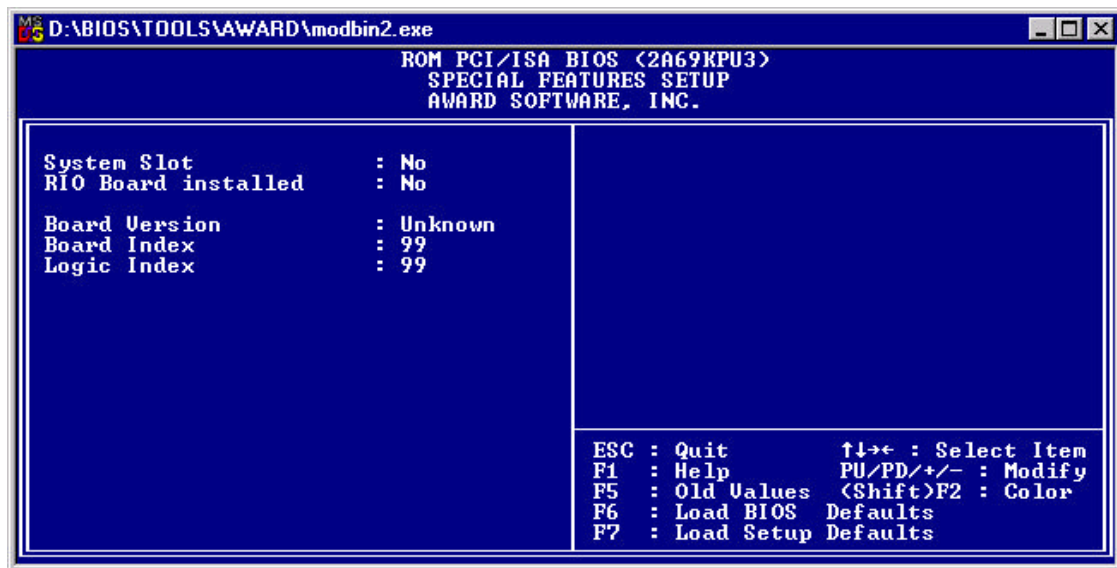 D:\BIOS\TOOLS\AWARD\modbin2.exe
ROM PCI/ISA BIOS (2A69KPU3)
SPECIAL FEATURES SETUP
AWARD SOFTWARE, INC.
System Slot : No
RIO Board installed : No
Board Version : Unknown
Board Index : 99
Logic Index : 99
ESC : Quit ↑↓→← : Select Item
F1 : Help PU/PD/+/- : Modify
F5 : Old Values (Shift)F2 : Color
F6 : Load BIOS Defaults
F7 : Load Setup Defaults